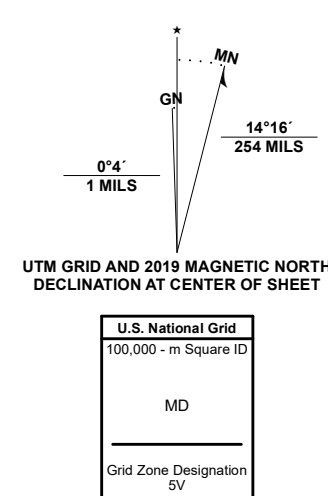 MN
GN
14°16´
254 MILS
0°4´
1 MILS
UTM GRID AND 2019 MAGNETIC NORTH
DECLINATION AT CENTER OF SHEET
U.S. National Grid
100,000 - m Square ID
MD
Grid Zone Designation
5V